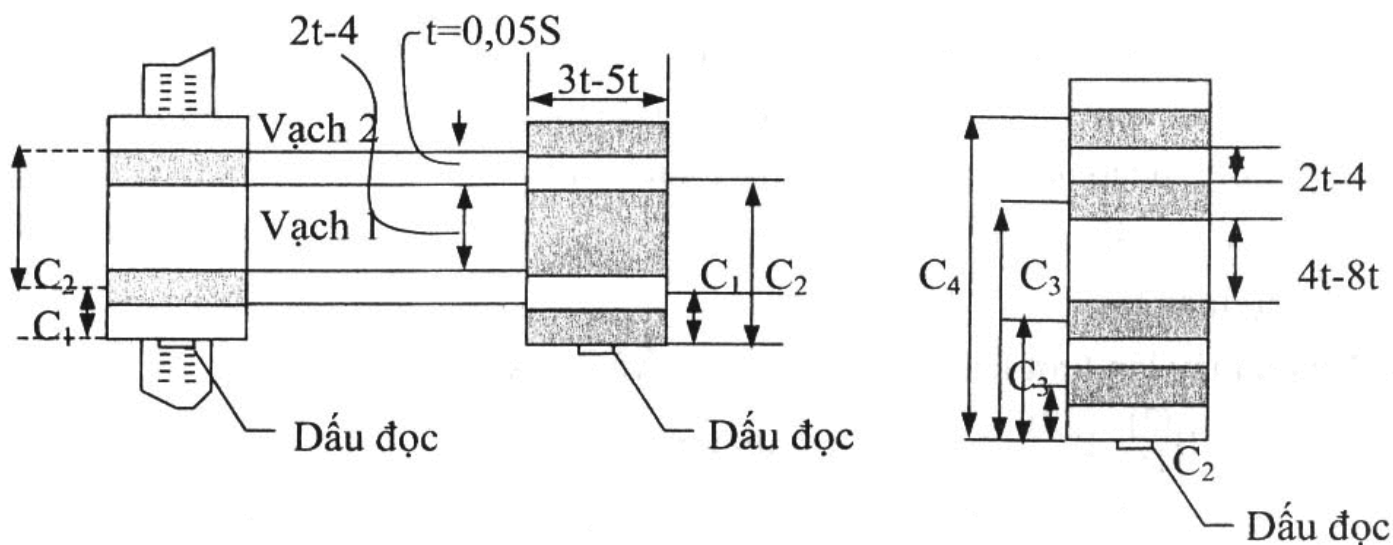 2t-4
t=0,05S
3t-5t
Vạch 2
Vạch 1
C₂
C₁
C₁
C₂
Dấu đọc
Dấu đọc
C₄
C₃
C₃
C₂
2t-4
4t-8t
Dấu đọc